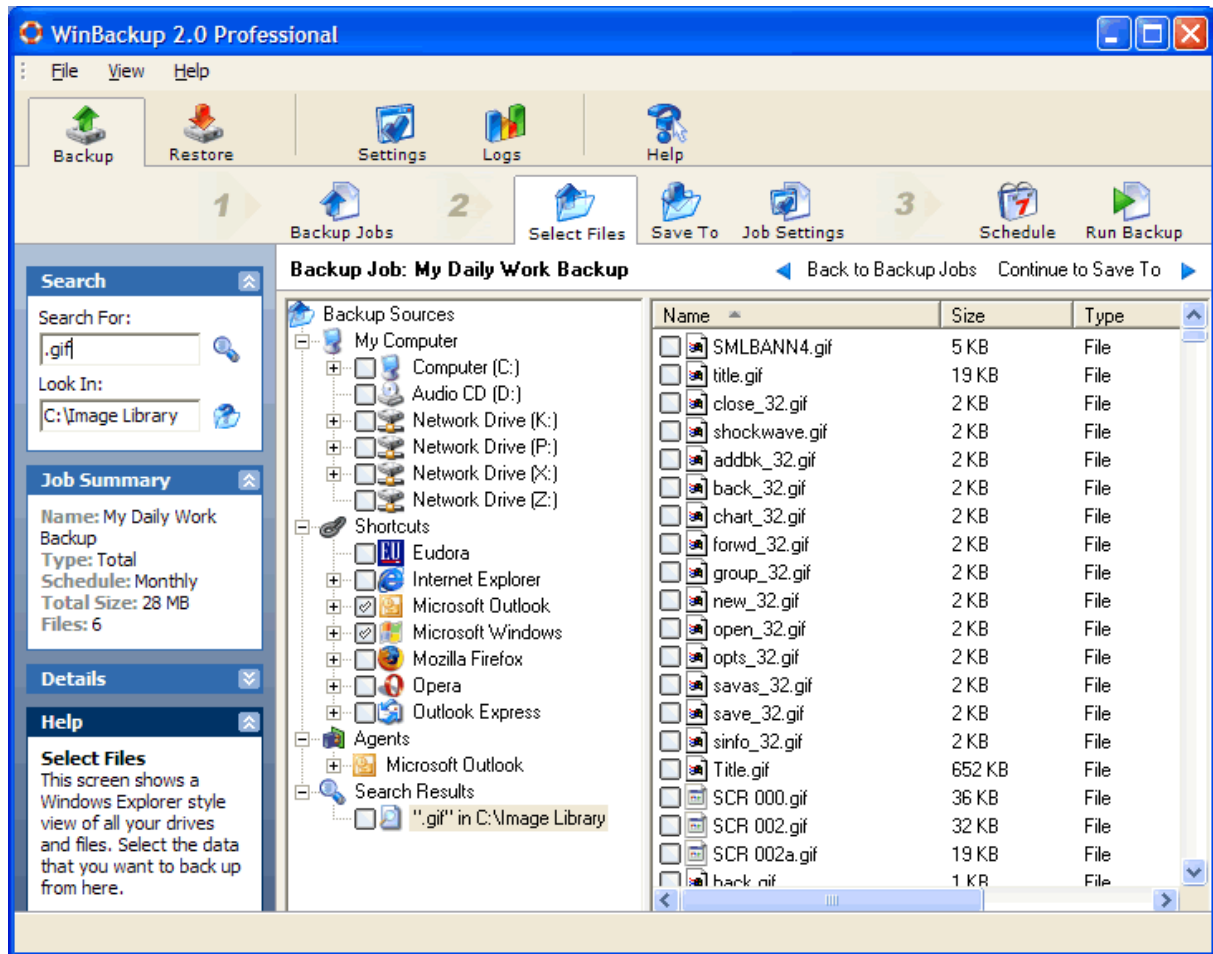 WinBackup 2.0 Professional
File View Help
Backup Restore Settings Logs Help
1 Backup Jobs 2 Select Files Save To Job Settings 3 Schedule Run Backup
Search
Search For:
.gif
Look In:
C:\Image Library
Job Summary
Name: My Daily Work
Backup
Type: Total
Schedule: Monthly
Total Size: 28 MB
Files: 6
Details
Help
Select Files
This screen shows a
Windows Explorer style
view of all your drives
and files. Select the data
that you want to back up
from here.
Backup Job: My Daily Work Backup Back to Backup Jobs Continue to Save To
Backup Sources
My Computer
Computer (C:)
Audio CD (D:)
Network Drive (K:)
Network Drive (P:)
Network Drive (X:)
Network Drive (Z:)
Shortcuts
EU Eudora
Internet Explorer
Microsoft Outlook
Microsoft Windows
Mozilla Firefox
Opera
Outlook Express
Agents
Microsoft Outlook
Search Results
".gif" in C:\Image Library
Name Size Type
SMLBANN4.gif 5 KB File
title.gif 19 KB File
close_32.gif 2 KB File
shockwave.gif 2 KB File
addbk_32.gif 2 KB File
back_32.gif 2 KB File
chart_32.gif 2 KB File
forwd_32.gif 2 KB File
group_32.gif 2 KB File
new_32.gif 2 KB File
open_32.gif 2 KB File
opts_32.gif 2 KB File
savas_32.gif 2 KB File
save_32.gif 2 KB File
sinfo_32.gif 2 KB File
Title.gif 652 KB File
SCR 000.gif 36 KB File
SCR 002.gif 32 KB File
SCR 002a.gif 19 KB File
back.gif 1 KB File